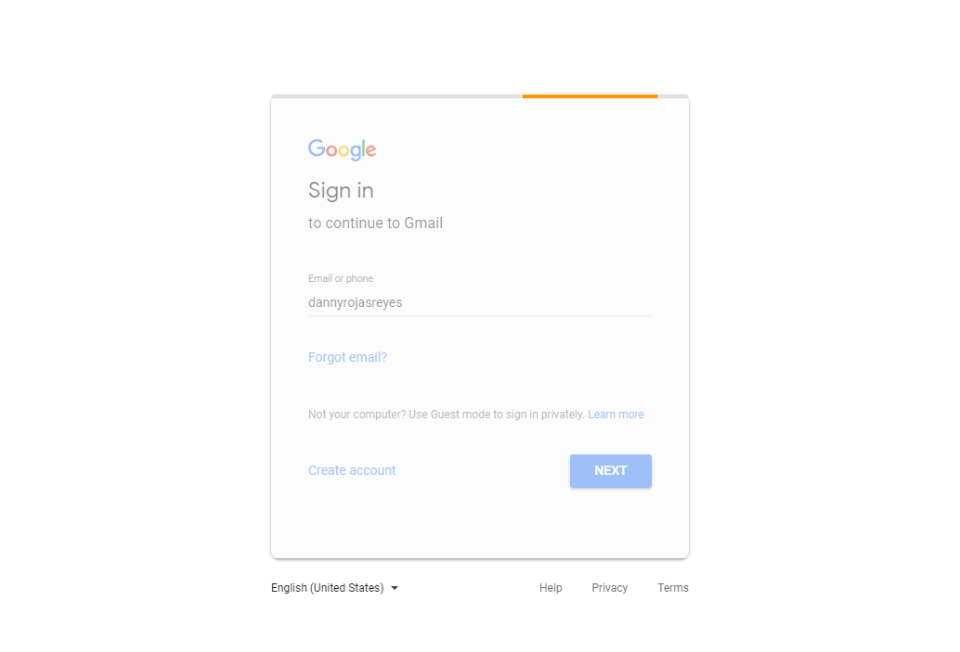 Google
Sign in
to continue to Gmail
Email or phone
dannyrojasreyes
Forgot email?
Not your computer? Use Guest mode to sign in privately. Learn more
Create account
NEXT
English (United States)
Help
Privacy
Terms